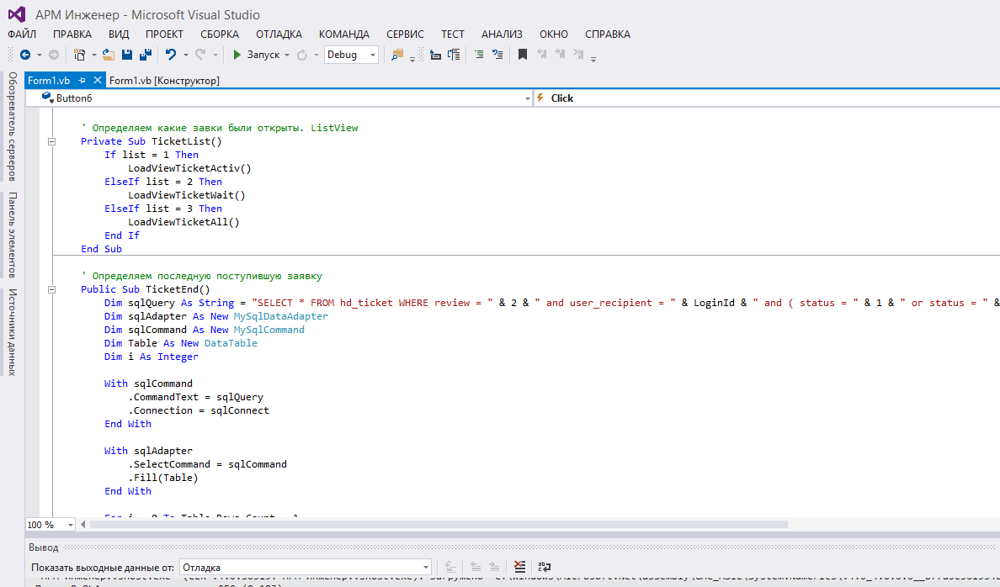 АРМ Инженер - Microsoft Visual Studio
ФАЙЛ ПРАВКА ВИД ПРОЕКТ СБОРКА ОТЛАДКА КОМАНДА СЕРВИС ТЕСТ АНАЛИЗ ОКНО СПРАВКА
Запуск Debug
Form1.vb Form1.vb [Конструктор]
Button6 Click
Обозреватель серверов
Панель элементов
Источники данных
' Определяем какие завки были открыты. ListView
Private Sub TicketList()
If list = 1 Then
LoadViewTicketActiv()
ElseIf list = 2 Then
LoadViewTicketWait()
ElseIf list = 3 Then
LoadViewTicketAll()
End If
End Sub
' Определяем последную поступившую заявку
Public Sub TicketEnd()
Dim sqlQuery As String = "SELECT * FROM hd_ticket WHERE review = " & 2 & " and user_recipient = " & LoginId & " and ( status = " & 1 & " or status = " &
Dim sqlAdapter As New MySqlDataAdapter
Dim sqlCommand As New MySqlCommand
Dim Table As New DataTable
Dim i As Integer
With sqlCommand
.CommandText = sqlQuery
.Connection = sqlConnect
End With
With sqlAdapter
.SelectCommand = sqlCommand
.Fill(Table)
End With
100 %
Вывод
Показать выходные данные от: Отладка